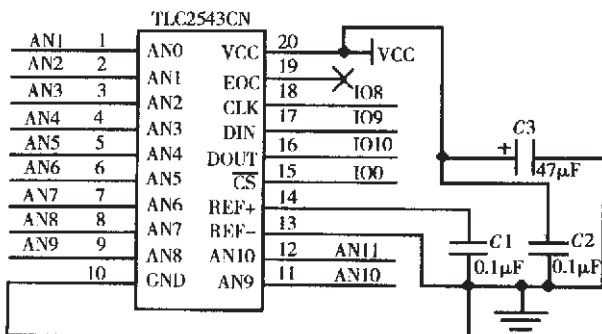 TLC2543CN
AN1 1 AN0 VCC 20 VCC
AN2 2 AN1 EOC 19
AN3 3 AN2 CLK 18 IO8
AN4 4 AN3 DIN 17 IO9
AN5 5 AN4 DOUT 16 IO10
AN6 6 AN5 CS 15 IO0
AN7 7 AN6 REF+ 14
AN8 8 AN7 REF- 13
AN9 9 AN8 AN10 12 AN11
10 GND AN9 11 AN10
+ C3
47μF
C1
0.1μF
C2
0.1μF